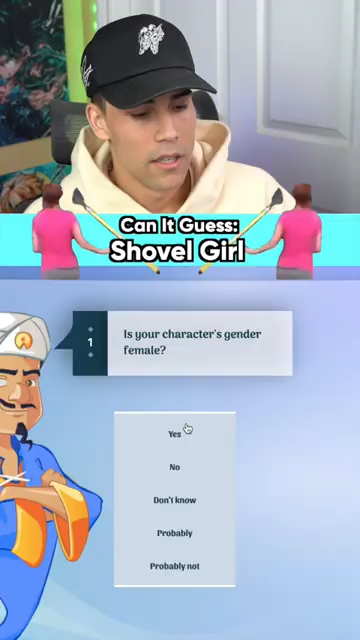 Can It Guess:
Shovel Girl
1
Is your character's gender
female?
Yes
No
Don't know
Probably
Probably not